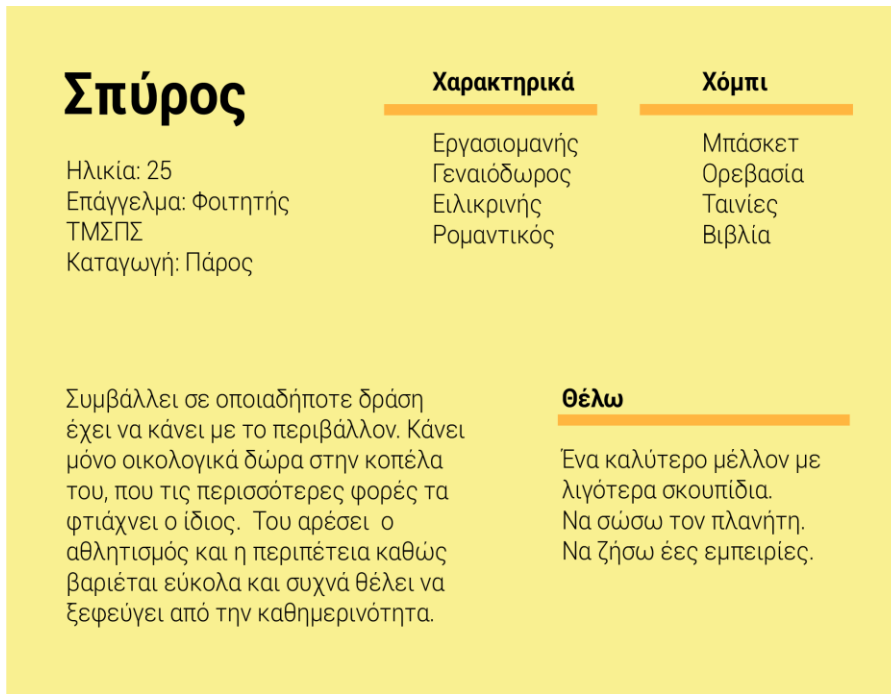 Σπύρος
Ηλικία: 25
Επάγγελμα: Φοιτητής
ΤΜΣΠΣ
Καταγωγή: Πάρος
Χαρακτηρικά
Εργασιομανής
Γεναιόδωρος
Ειλικρινής
Ρομαντικός
Χόμπι
Μπάσκετ
Ορεβασία
Ταινίες
Βιβλία
Συμβάλλει σε οποιαδήποτε δράση
έχει να κάνει με το περιβάλλον. Κάνει
μόνο οικολογικά δώρα στην κοπέλα
του, που τις περισσότερες φορές τα
φτιάχνει ο ίδιος.  Του αρέσει  ο
αθλητισμός και η περιπέτεια καθώς
βαριέται εύκολα και συχνά θέλει να
ξεφεύγει από την καθημερινότητα.
Θέλω
Ένα καλύτερο μέλλον με
λιγότερα σκουπίδια.
Να σώσω τον πλανήτη.
Να ζήσω έες εμπειρίες.